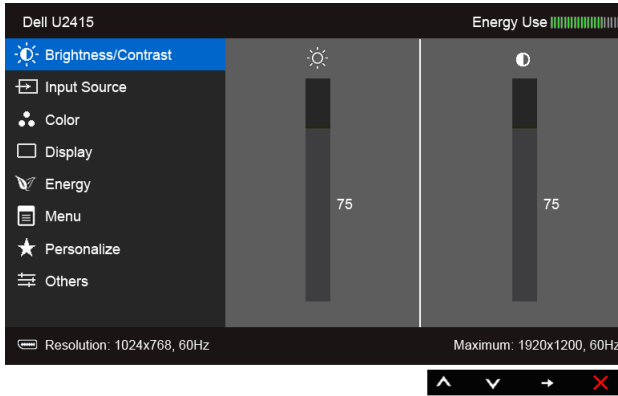 Dell U2415
Energy Use
Brightness/Contrast
Input Source
Color
Display
Energy
Menu
Personalize
Others
75
75
Resolution: 1024x768, 60Hz
Maximum: 1920x1200, 60Hz